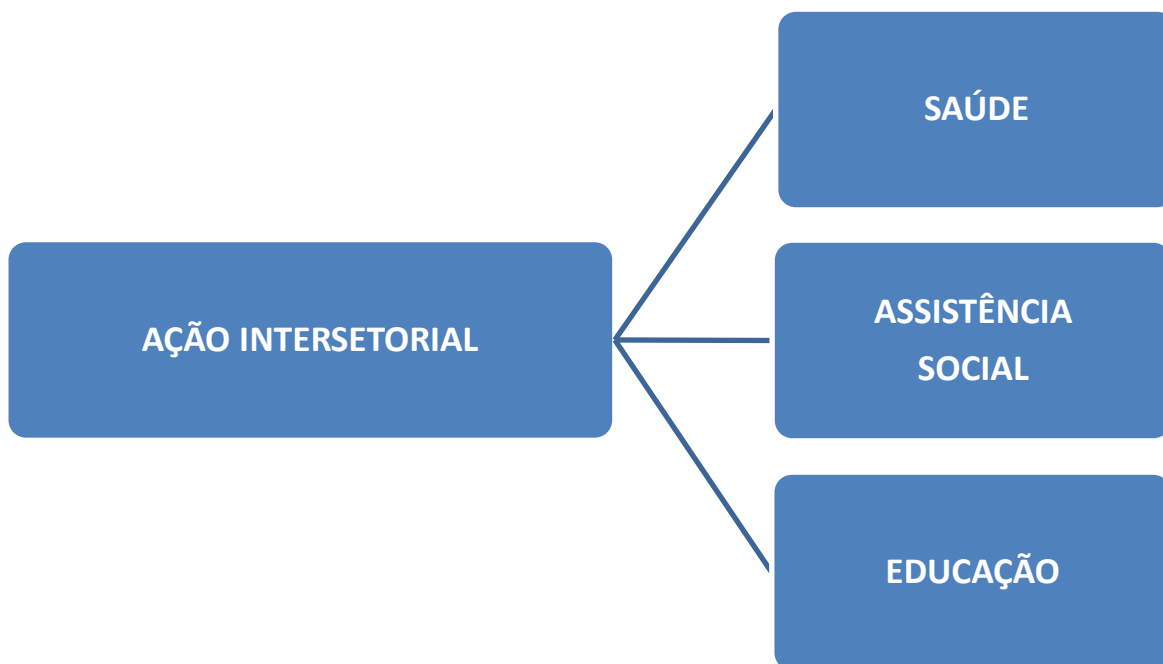 SAÚDE
AÇÃO INTERSETORIAL
ASSISTÊNCIA
SOCIAL
EDUCAÇÃO